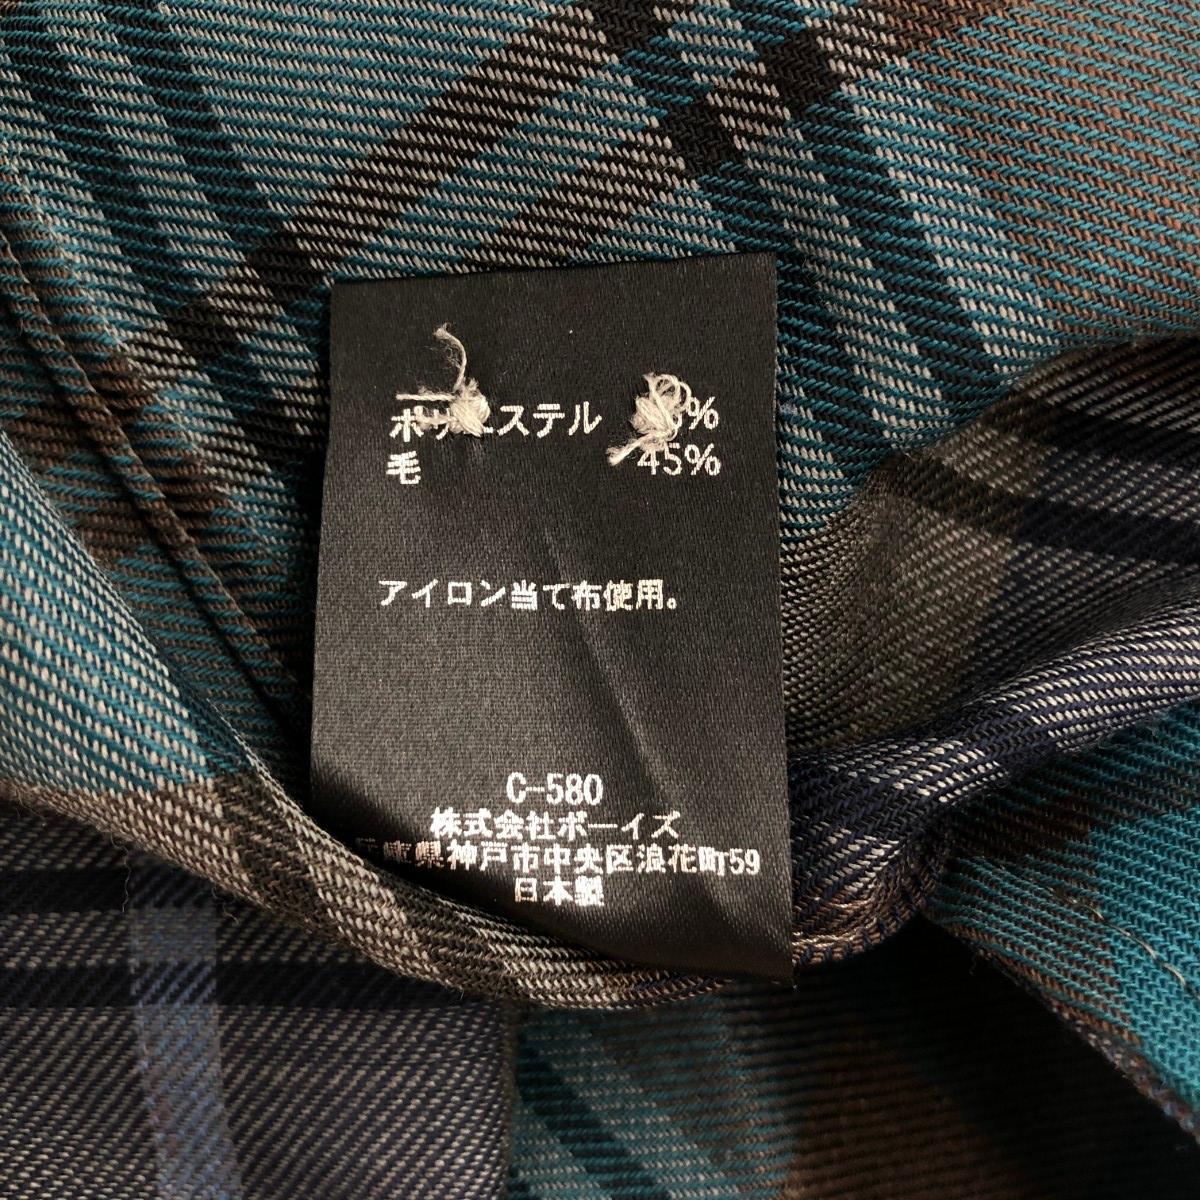 ポリエステル %
毛 45%
アイロン当て布使用。
C-580
株式会社ボーイズ
県神戸市中央区浪花町59
日本製